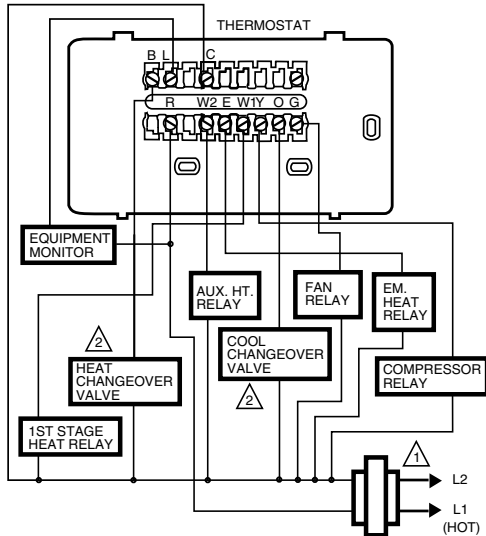 THERMOSTAT
B L C
R W2 E W1Y O G
EQUIPMENT
MONITOR
AUX. HT.
RELAY
FAN
RELAY
EM.
HEAT
RELAY
2
HEAT
CHANGEOVER
VALVE
COOL
CHANGEOVER
VALVE
2
COMPRESSOR
RELAY
1ST STAGE
HEAT RELAY
1
L2
L1
(HOT)